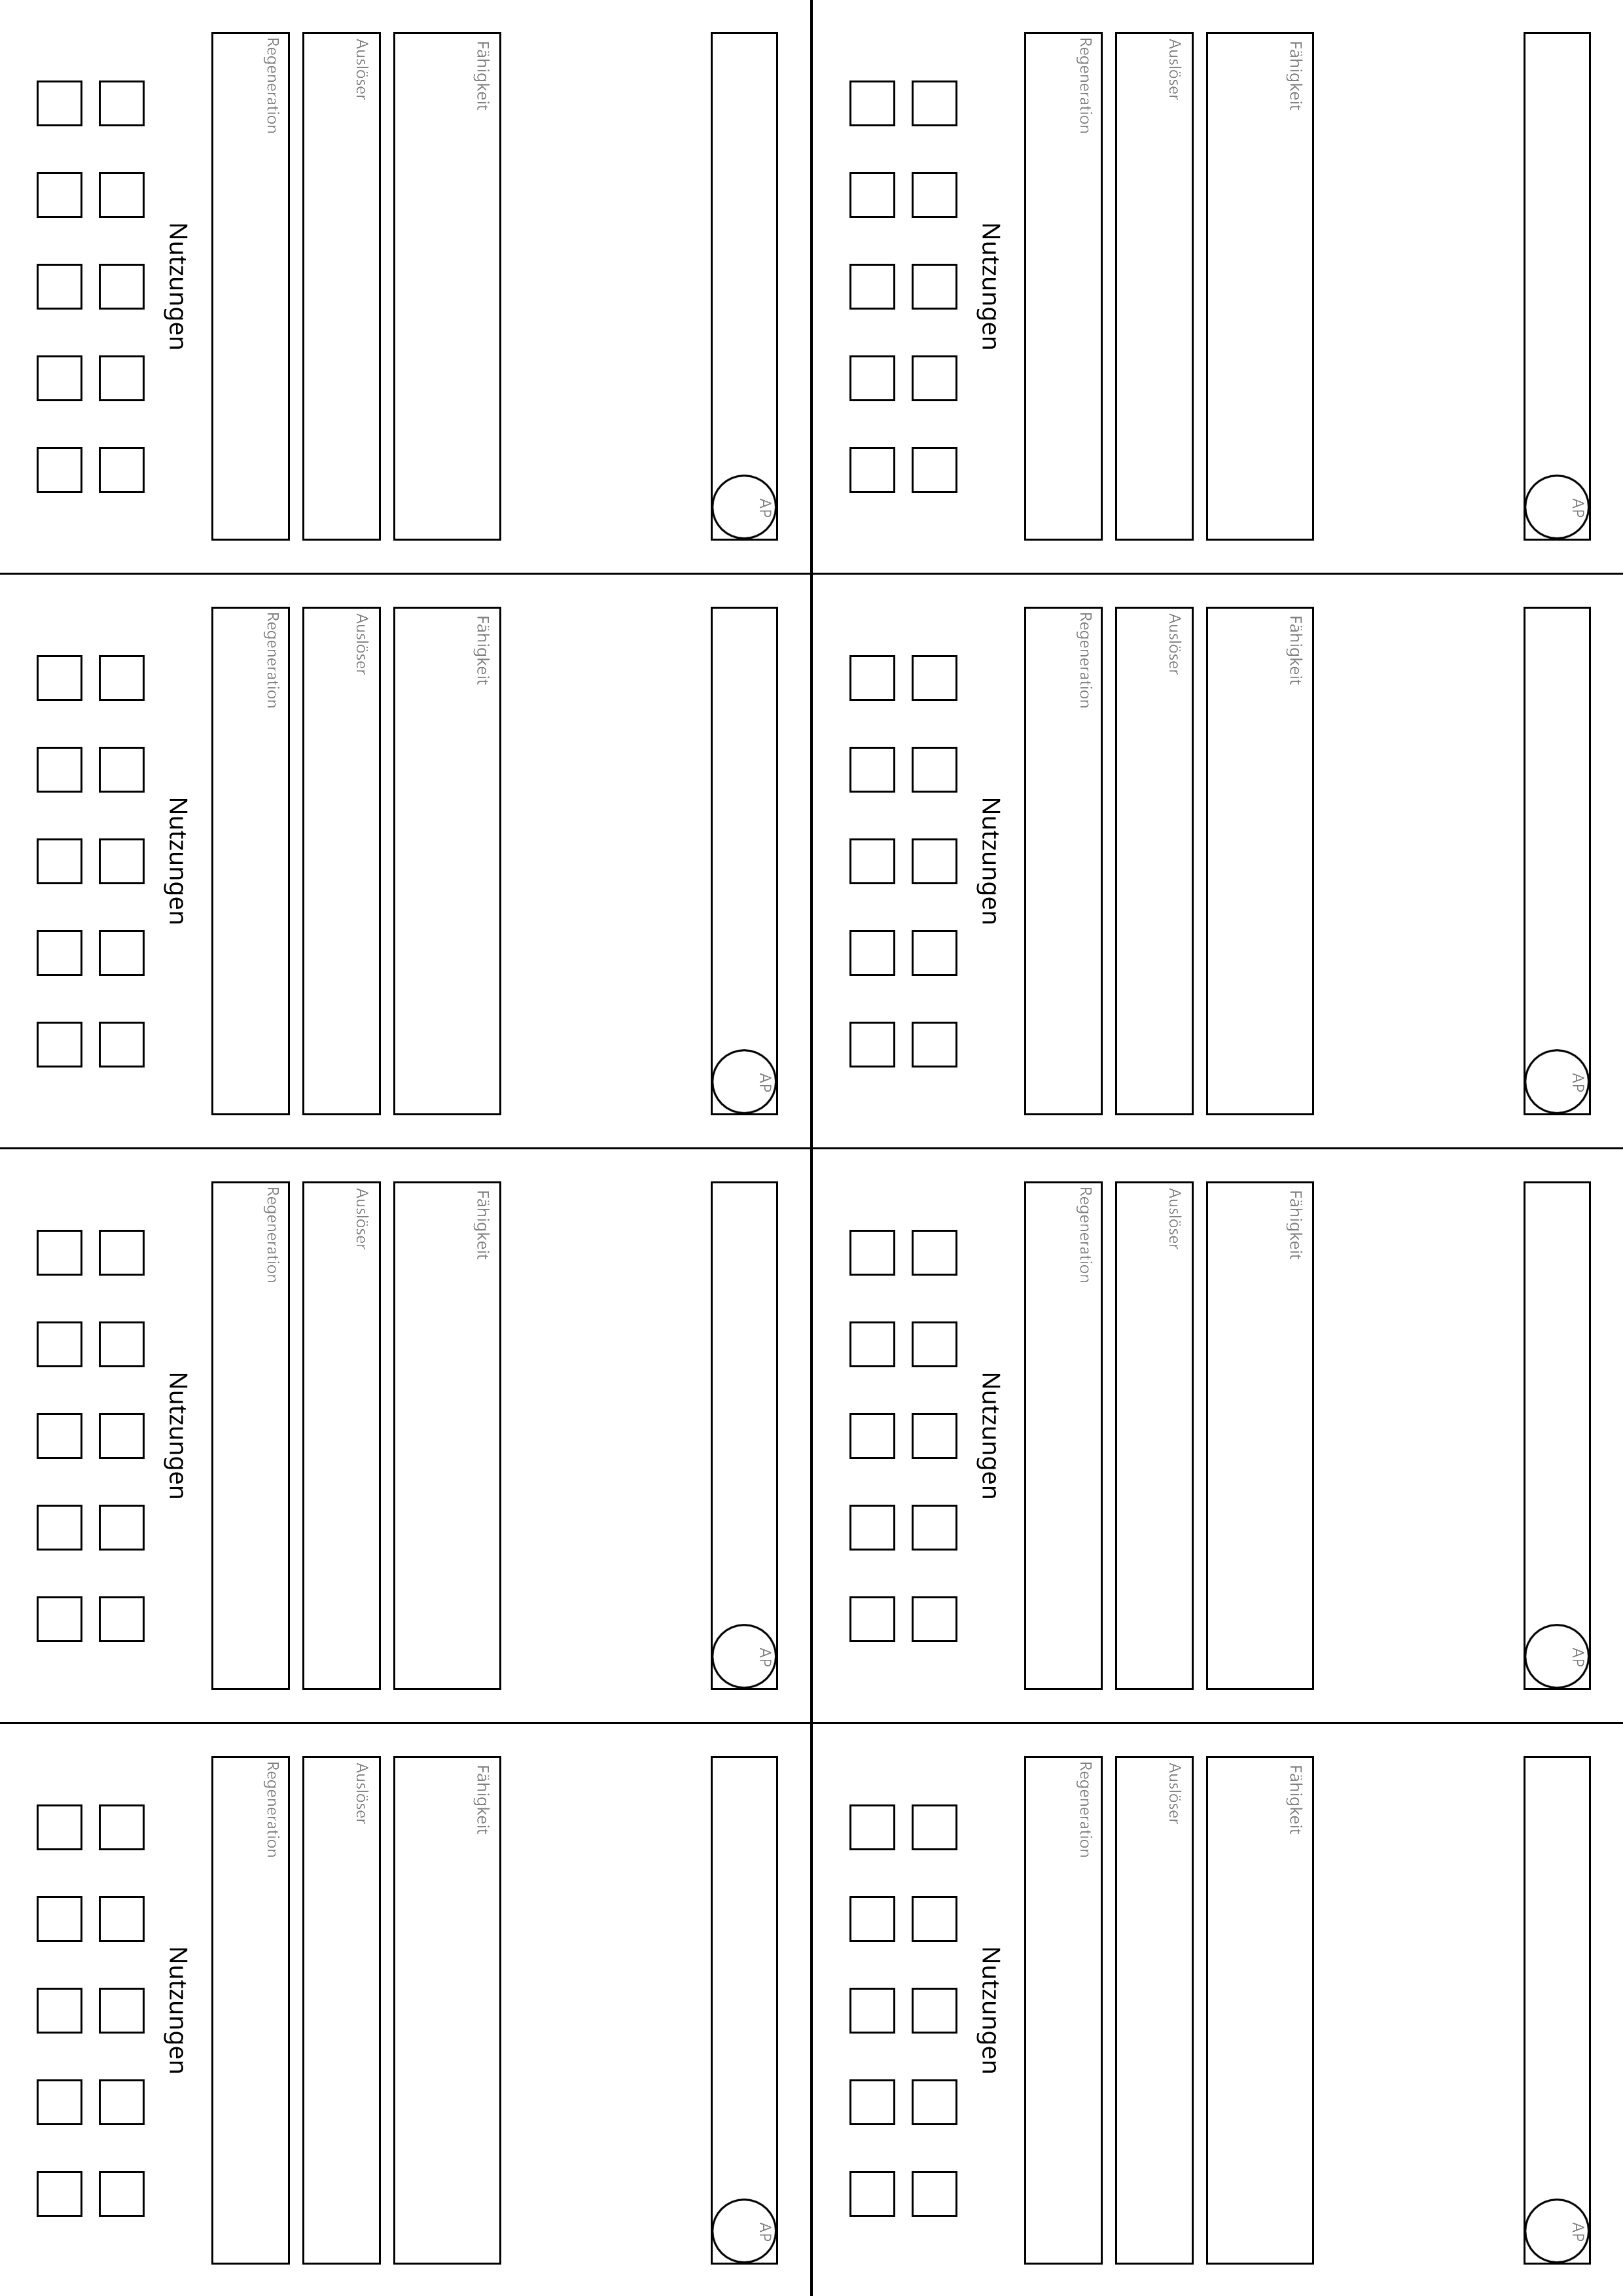 AP
Fähigkeit
Auslöser
Regeneration
Nutzungen
AP
Fähigkeit
Auslöser
Regeneration
Nutzungen
AP
Fähigkeit
Auslöser
Regeneration
Nutzungen
AP
Fähigkeit
Auslöser
Regeneration
Nutzungen
AP
Fähigkeit
Auslöser
Regeneration
Nutzungen
AP
Fähigkeit
Auslöser
Regeneration
Nutzungen
AP
Fähigkeit
Auslöser
Regeneration
Nutzungen
AP
Fähigkeit
Auslöser
Regeneration
Nutzungen